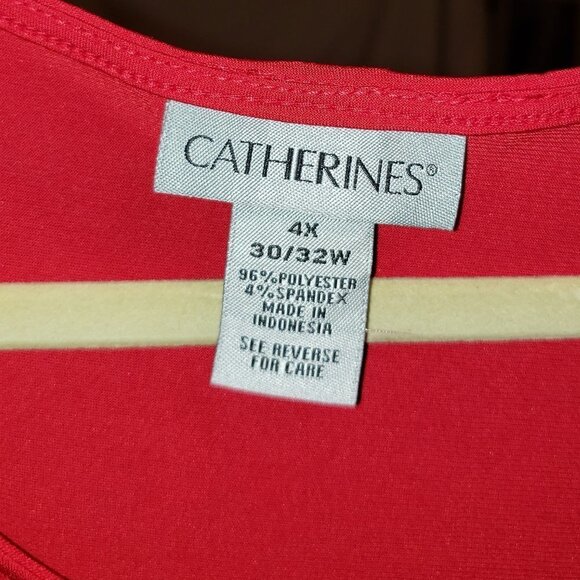 CATHERINES®
4X
30/32W
96%POLYESTER
4%SPANDEX
MADE IN
INDONESIA
SEE REVERSE
FOR CARE